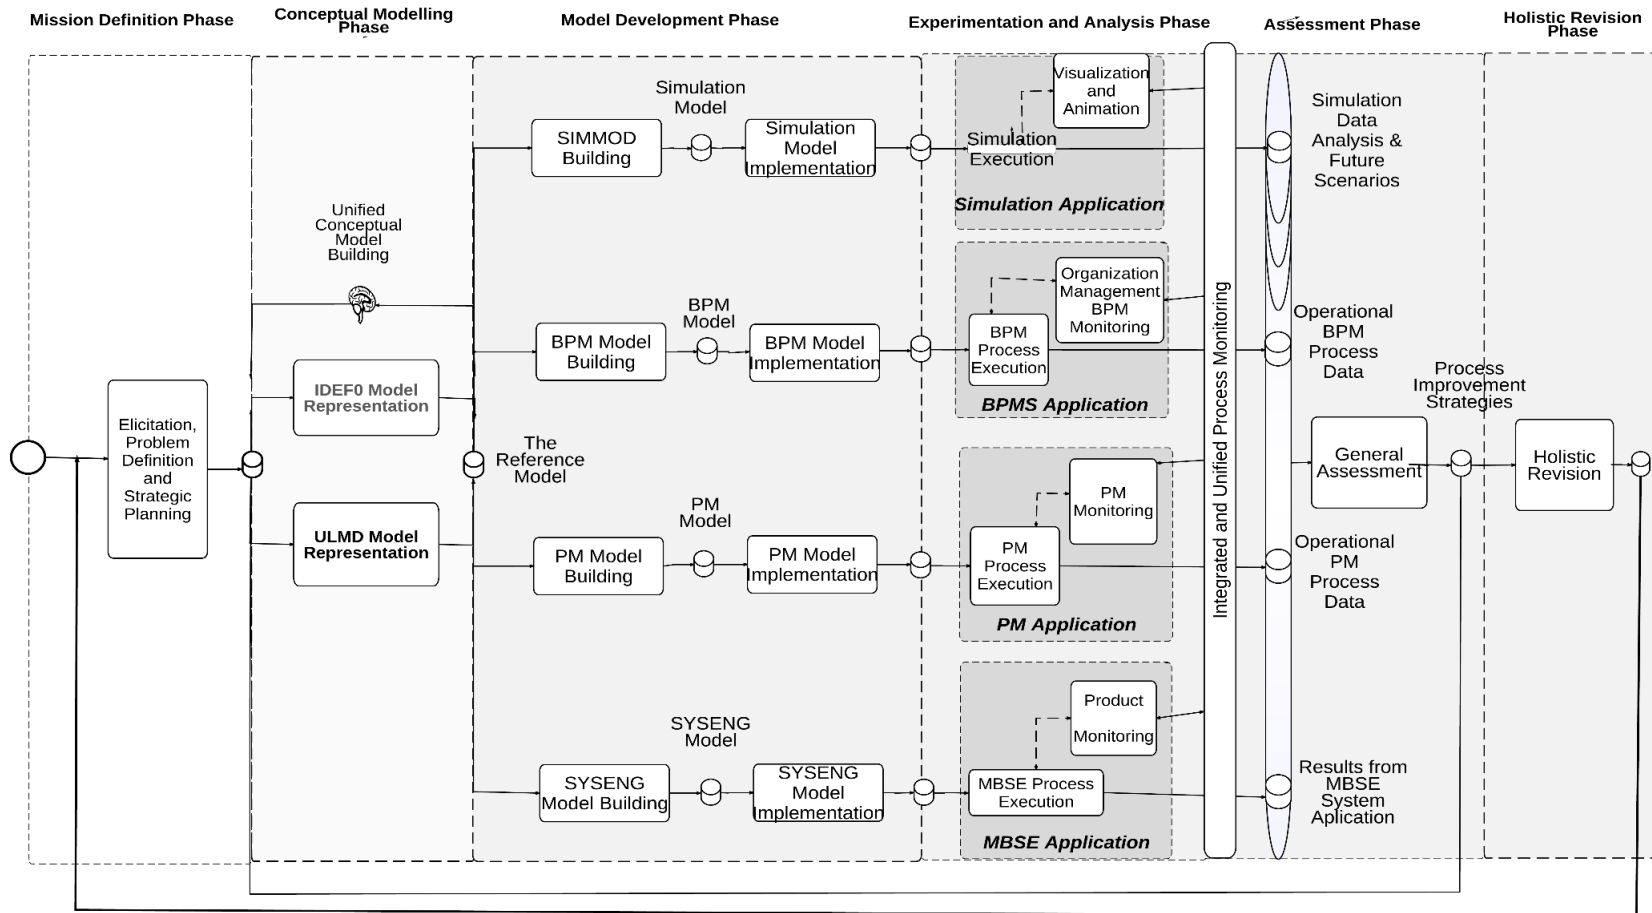 Mission Definition Phase
Conceptual Modelling
Phase
Model Development Phase
Experimentation and Analysis Phase
Assessment Phase
Holistic Revision
Phase
Elicitation,
Problem
Definition
and
Strategic
Planning
Unified
Conceptual
Model
Building
IDEF0 Model
Representation
ULMD Model
Representation
The
Reference
Model
SIMMOD
Building
Simulation
Model
Simulation
Model
Implementation
BPM Model
Building
BPM
Model
BPM Model
Implementation
PM Model
Building
PM
Model
PM Model
Implementation
SYSENG
Model Building
SYSENG
Model
SYSENG
Model
Implementation
Visualization
and
Animation
Simulation
Execution
Simulation Application
Organization
Management
BPM
Monitoring
BPM
Process
Execution
BPMS Application
PM
Monitoring
PM
Process
Execution
PM Application
Product
Monitoring
MBSE Process
Execution
MBSE Application
Integrated and Unified Process Monitoring
Simulation
Data
Analysis &
Future
Scenarios
Operational
BPM
Process
Data
Operational
PM
Process
Data
Results from
MBSE
System
Aplication
General
Assessment
Process
Improvement
Strategies
Holistic
Revision